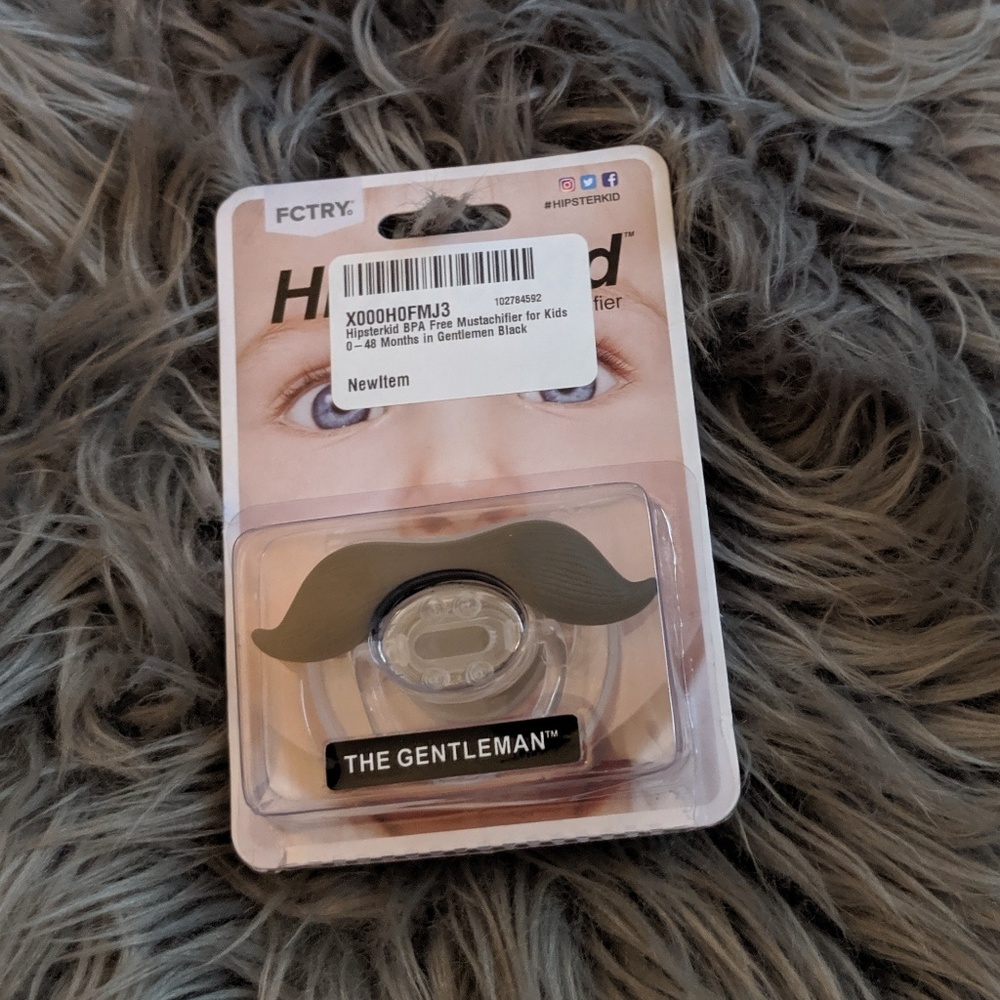 FCTRY
#HIPSTERKID
X000H0FMJ3
102784592
Hipsterkid BPA Free Mustachifier for Kids
0-48 Months in Gentlemen Black
NewItem
THE GENTLEMAN™